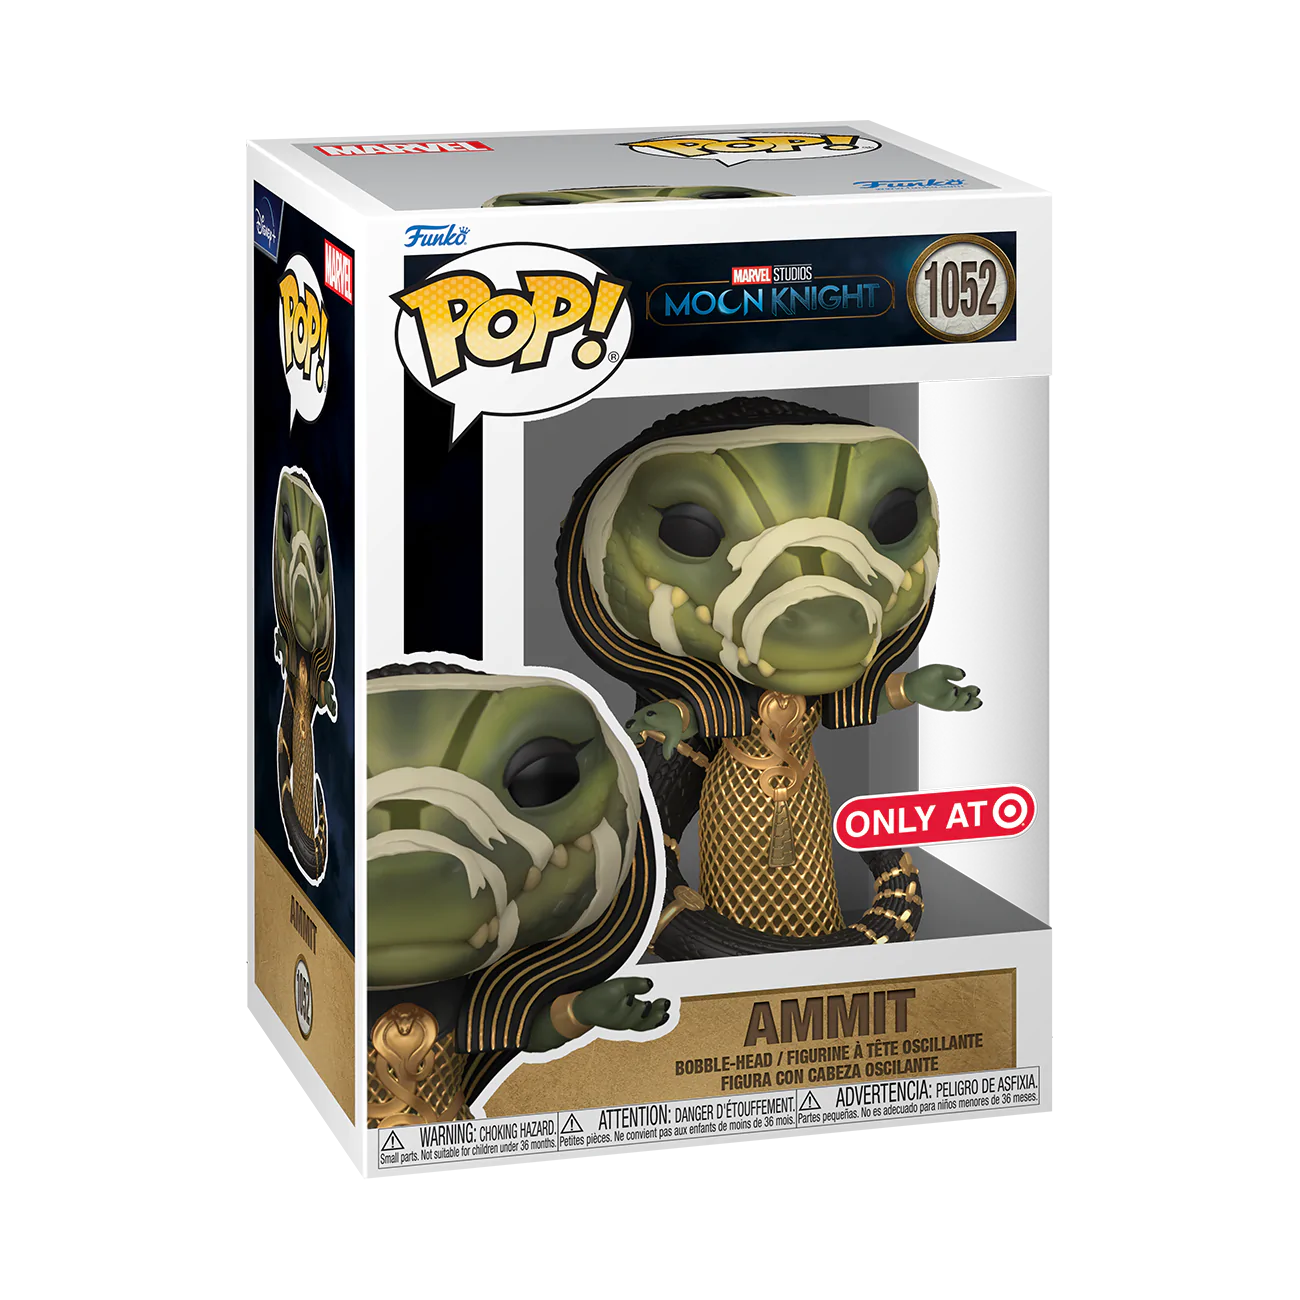 MARVEL
POP!
Funko
Disney+
MARVEL
POP!
AMMIT
1052
Funko
POP!®
MARVEL STUDIOS
MOON KNIGHT
1052
ONLY AT
AMMIT
BOBBLE-HEAD / FIGURINE À TÊTE OSCILLANTE
FIGURA CON CABEZA OSCILANTE
WARNING: CHOKING HAZARD.
Small parts. Not suitable for children under 36 months.
ATTENTION: DANGER D'ÉTOUFFEMENT.
Petites pièces. Ne convient pas aux enfants de moins de 36 mois.
ADVERTENCIA: PELIGRO DE ASFIXIA.
Partes pequeñas. No es adecuado para niños menores de 36 meses.